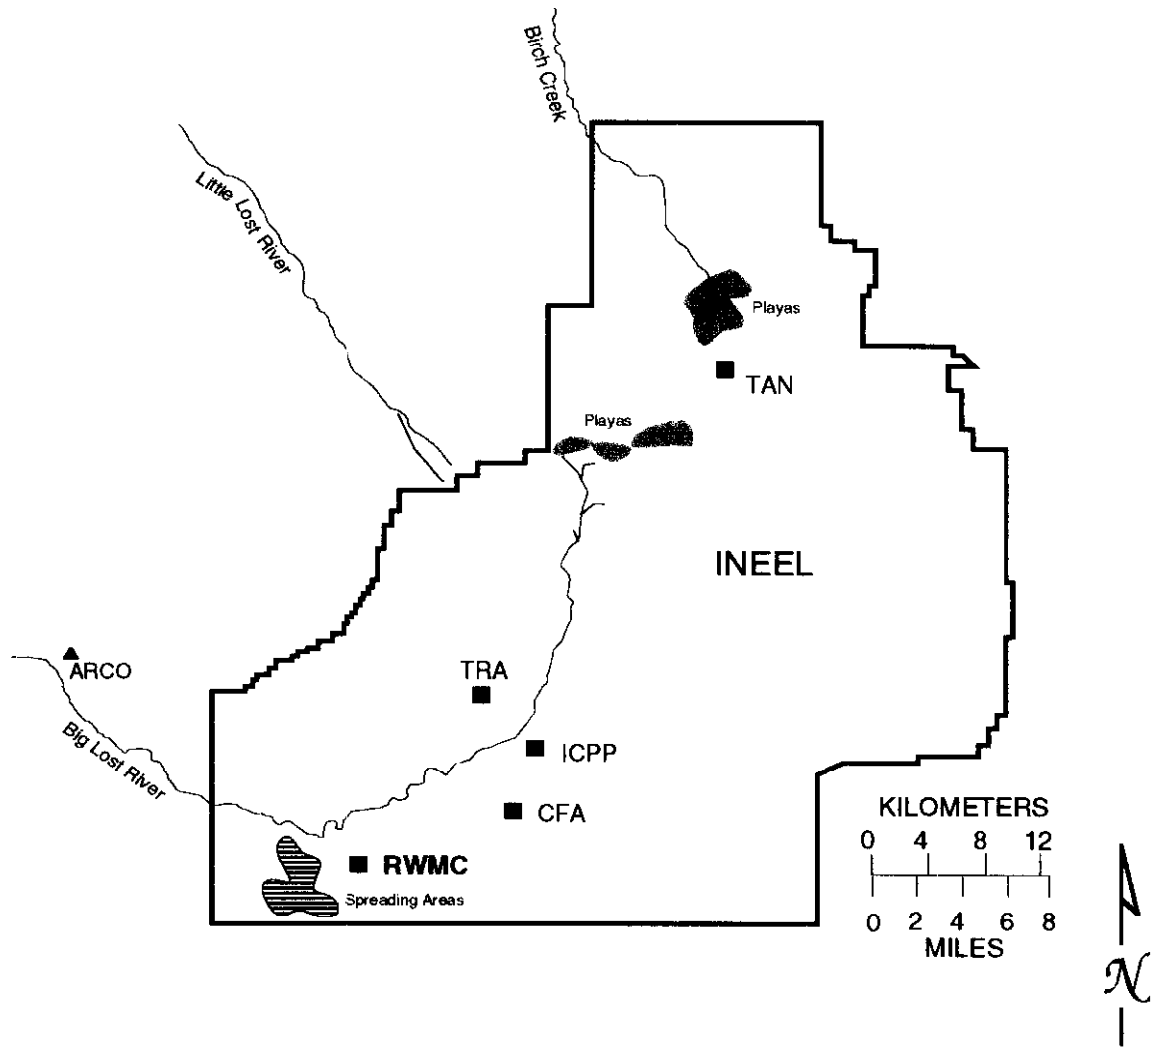 Birch Creek
Little Lost River
Playas
TAN
Playas
INEEL
ARCO
TRA
Big Lost River
ICPP
CFA
KILOMETERS
0 4 8 12
RWMC
Spreading Areas
0 2 4 6 8
MILES
N